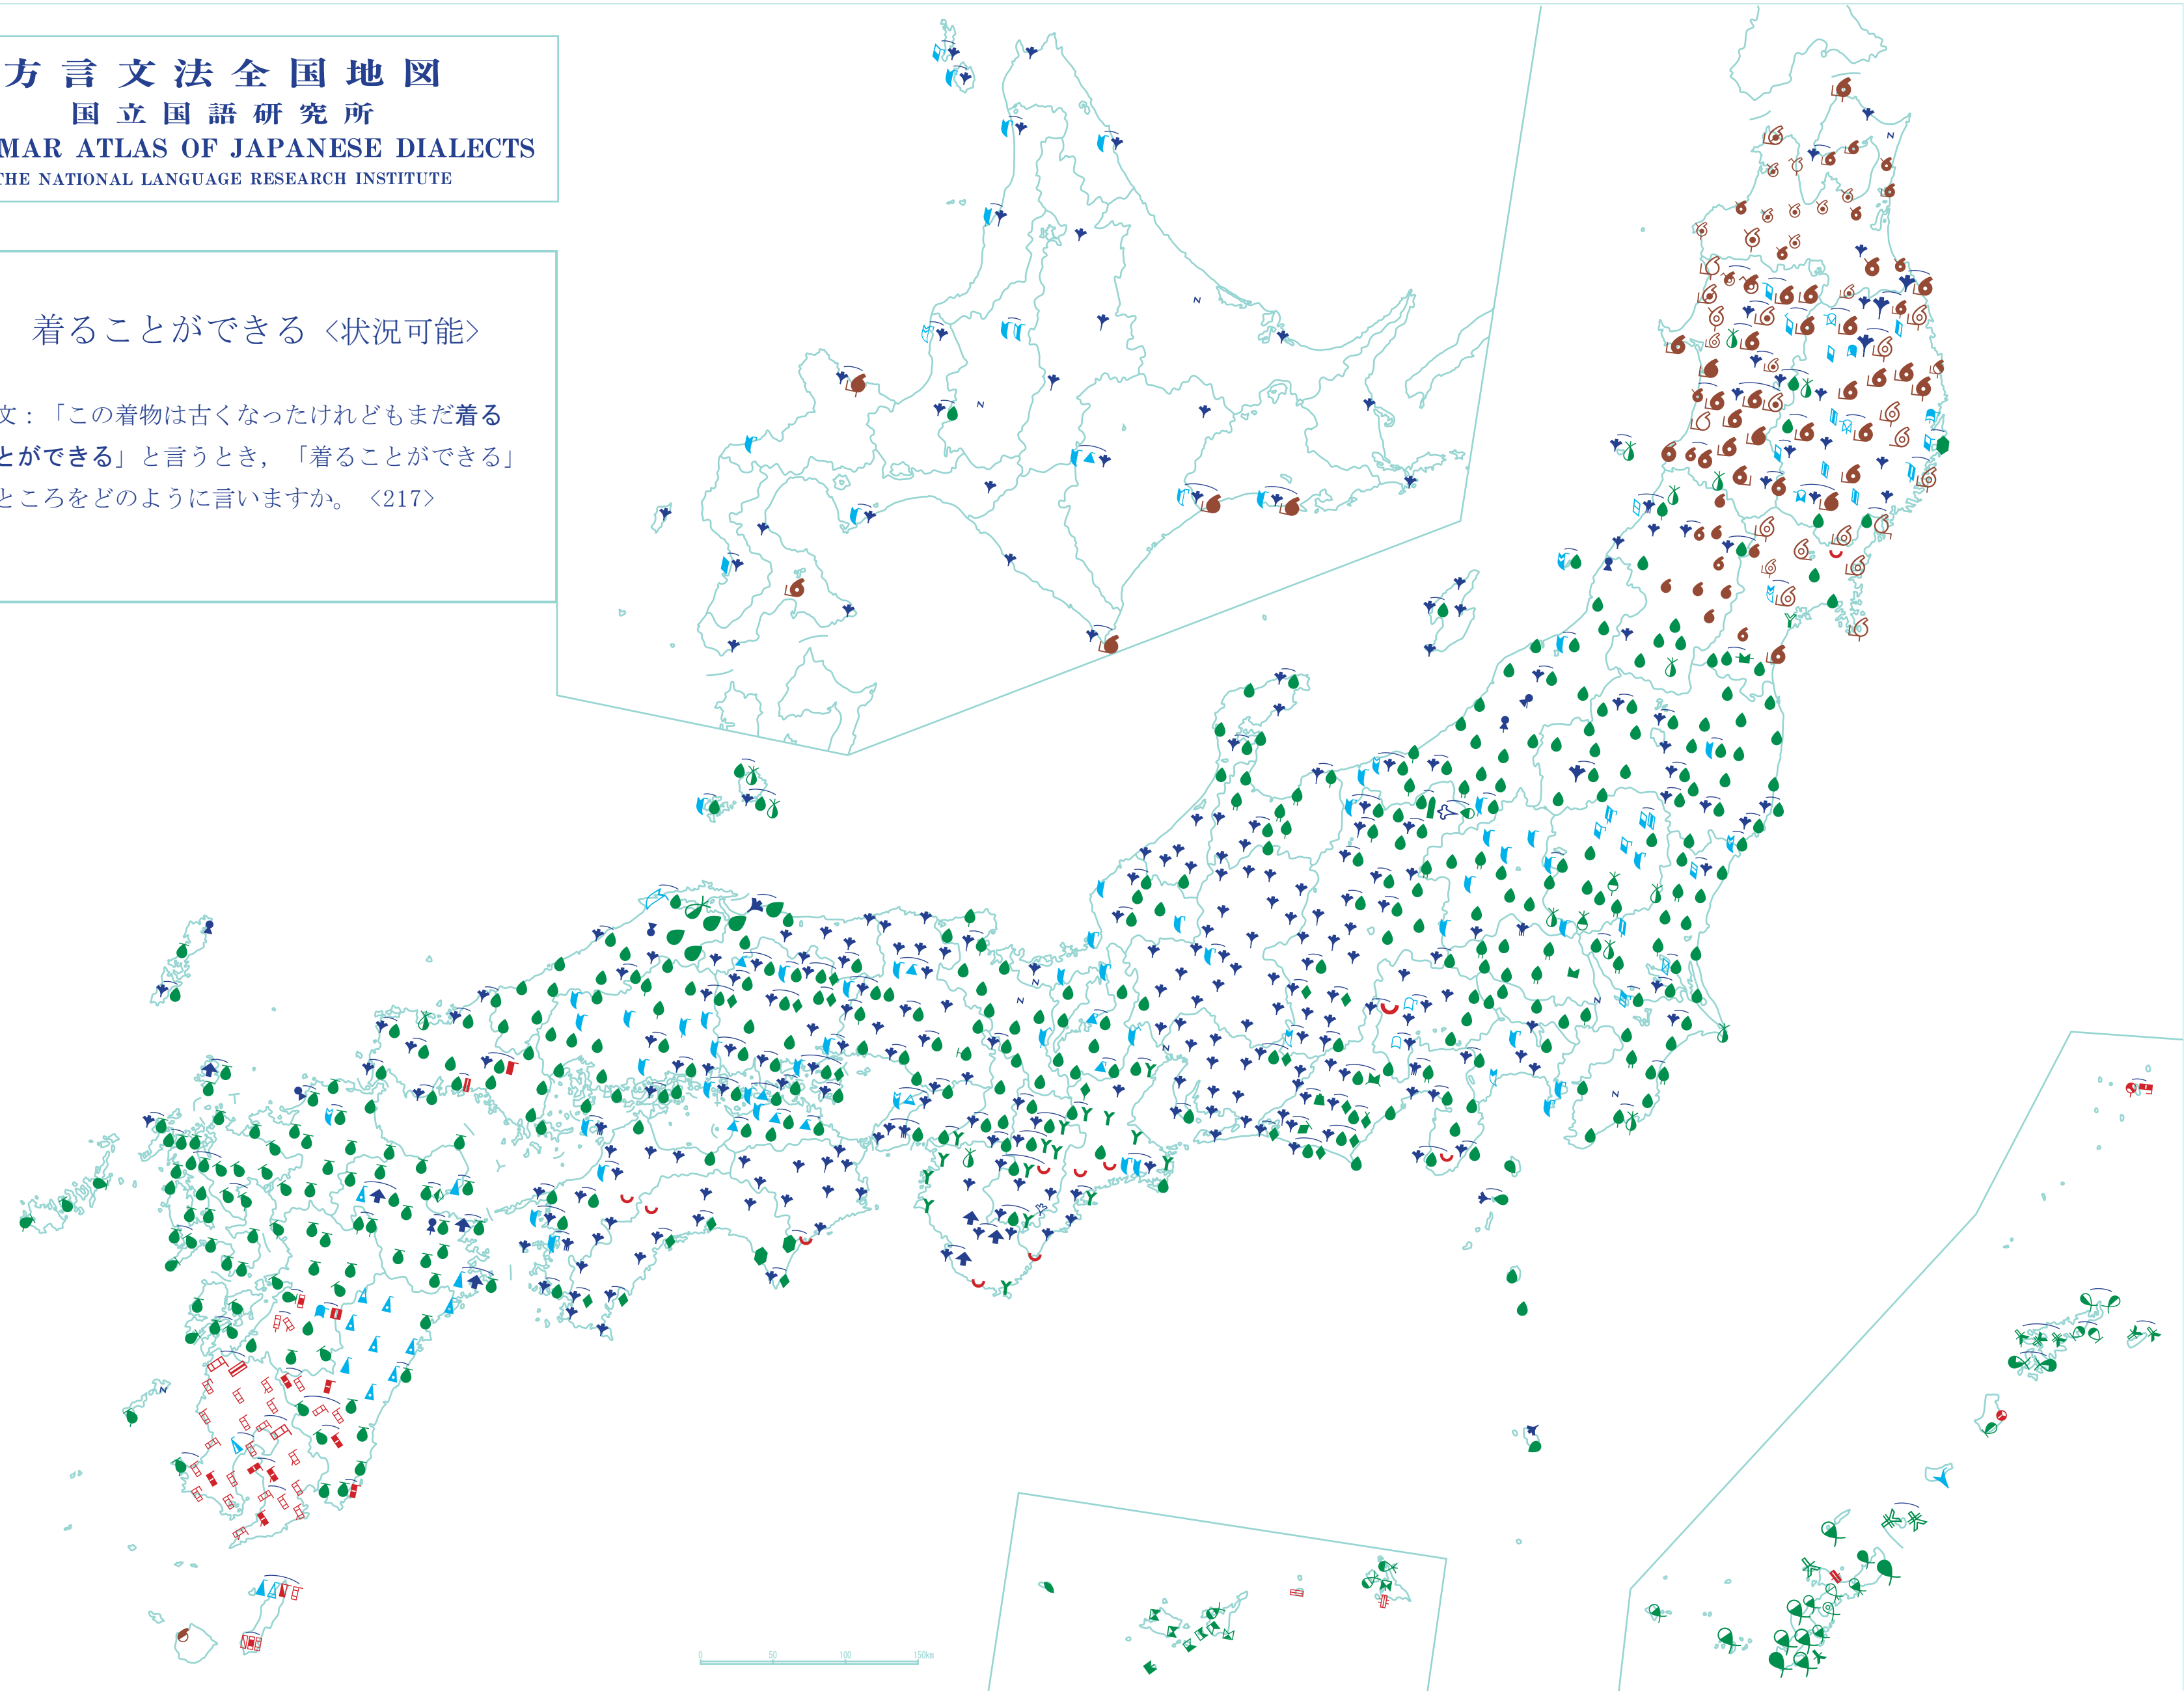 方言文法全国地図
国立国語研究所
MAR ATLAS OF JAPANESE DIALECTS
THE NATIONAL LANGUAGE RESEARCH INSTITUTE
着ることができる〈状況可能〉
文：「この着物は古くなったけれどもまだ着る
とができる」と言うとき，「着ることができる」
ところをどのように言いますか。〈217〉
0 50 100 150km